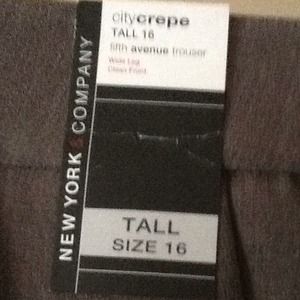 citycrepe
TALL 16
fifth avenue trouser
Wide Leg
Clean Front
NEW YORK & COMPANY
TALL
SIZE 16